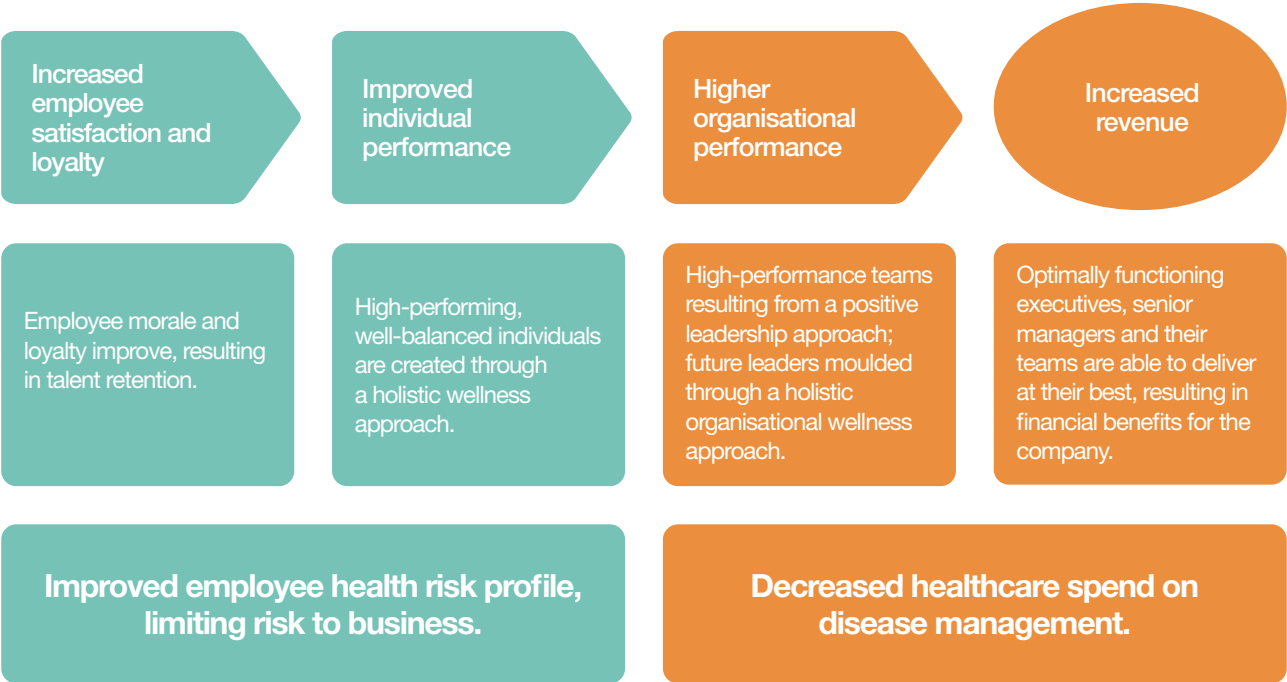 Increased
employee
satisfaction and
loyalty
Improved
individual
performance
Higher
organisational
performance
Increased
revenue
Employee morale and
loyalty improve, resulting
in talent retention.
High-performing,
well-balanced individuals
are created through
a holistic wellness
approach.
High-performance teams
resulting from a positive
leadership approach;
future leaders moulded
through a holistic
organisational wellness
approach.
Optimally functioning
executives, senior
managers and their
teams are able to deliver
at their best, resulting in
financial benefits for the
company.
Improved employee health risk profile,
limiting risk to business.
Decreased healthcare spend on
disease management.